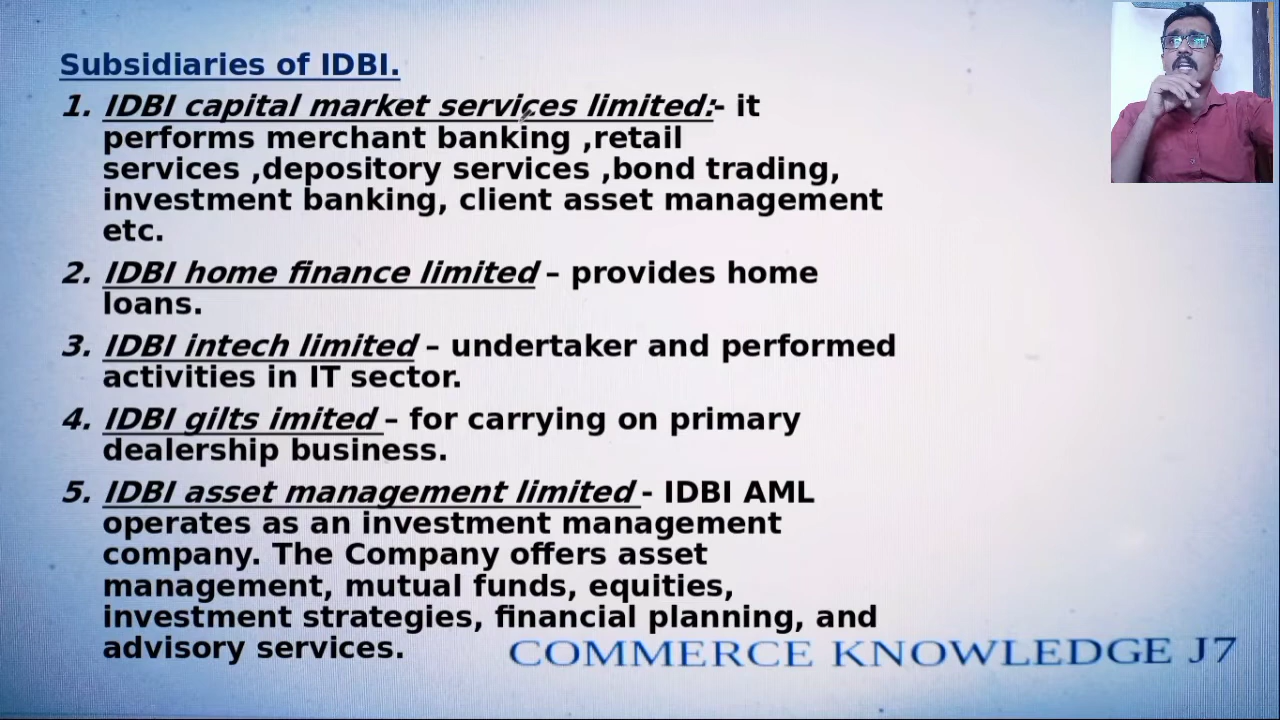 Subsidiaries of IDBI.
1. IDBI capital market services limited:- it
performs merchant banking ,retail
services ,depository services ,bond trading,
investment banking, client asset management
etc.
2. IDBI home finance limited – provides home
loans.
3. IDBI intech limited – undertaker and performed
activities in IT sector.
4. IDBI gilts imited – for carrying on primary
dealership business.
5. IDBI asset management limited - IDBI AML
operates as an investment management
company. The Company offers asset
management, mutual funds, equities,
investment strategies, financial planning, and
advisory services.
COMMERCE KNOWLEDGE J7